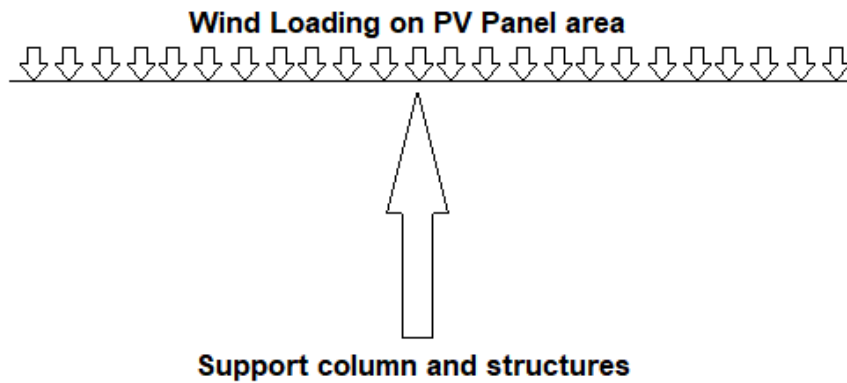 Wind Loading on PV Panel area
Support column and structures